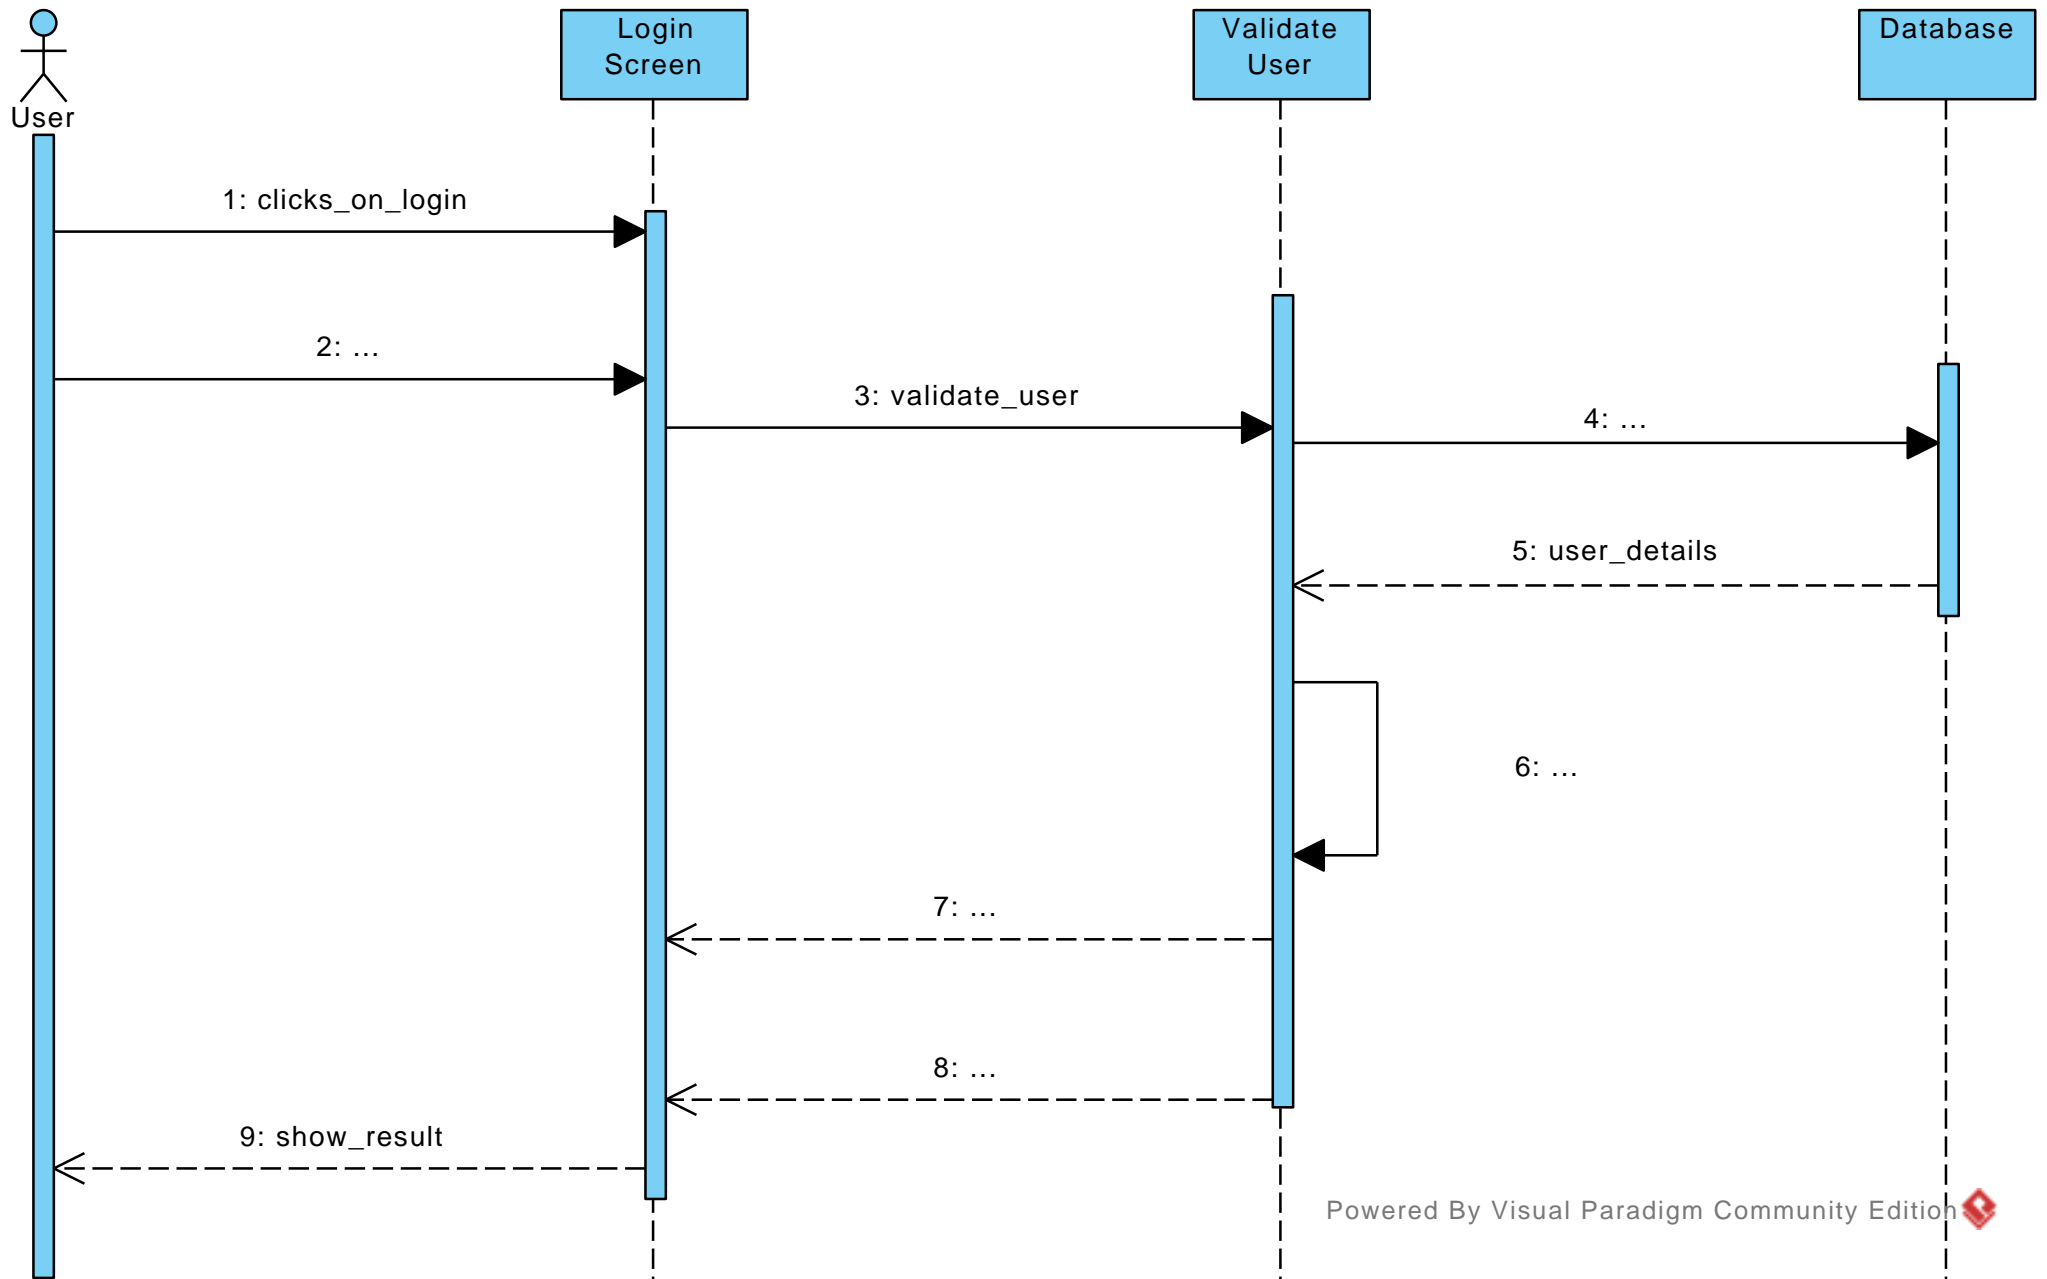 Login
Screen
Validate
User
Database
User
1: clicks_on_login
2: ...
3: validate_user
4: ...
5: user_details
6: ...
7: ...
8: ...
9: show_result
Powered By Visual Paradigm Community Edition